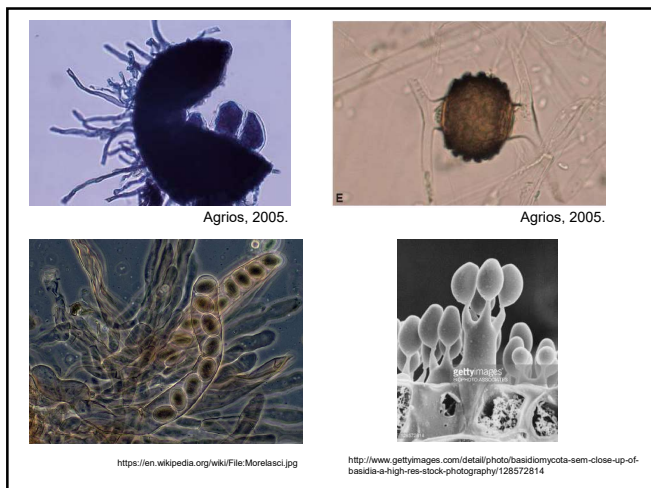 E
Agrios, 2005.
Agrios, 2005.
https://en.wikipedia.org/wiki/File:Morelasci.jpg
gettyimages
http://www.gettyimages.com/detail/photo/basidiomycota-sem-close-up-of-
basidia-a-high-res-stock-photography/128572814